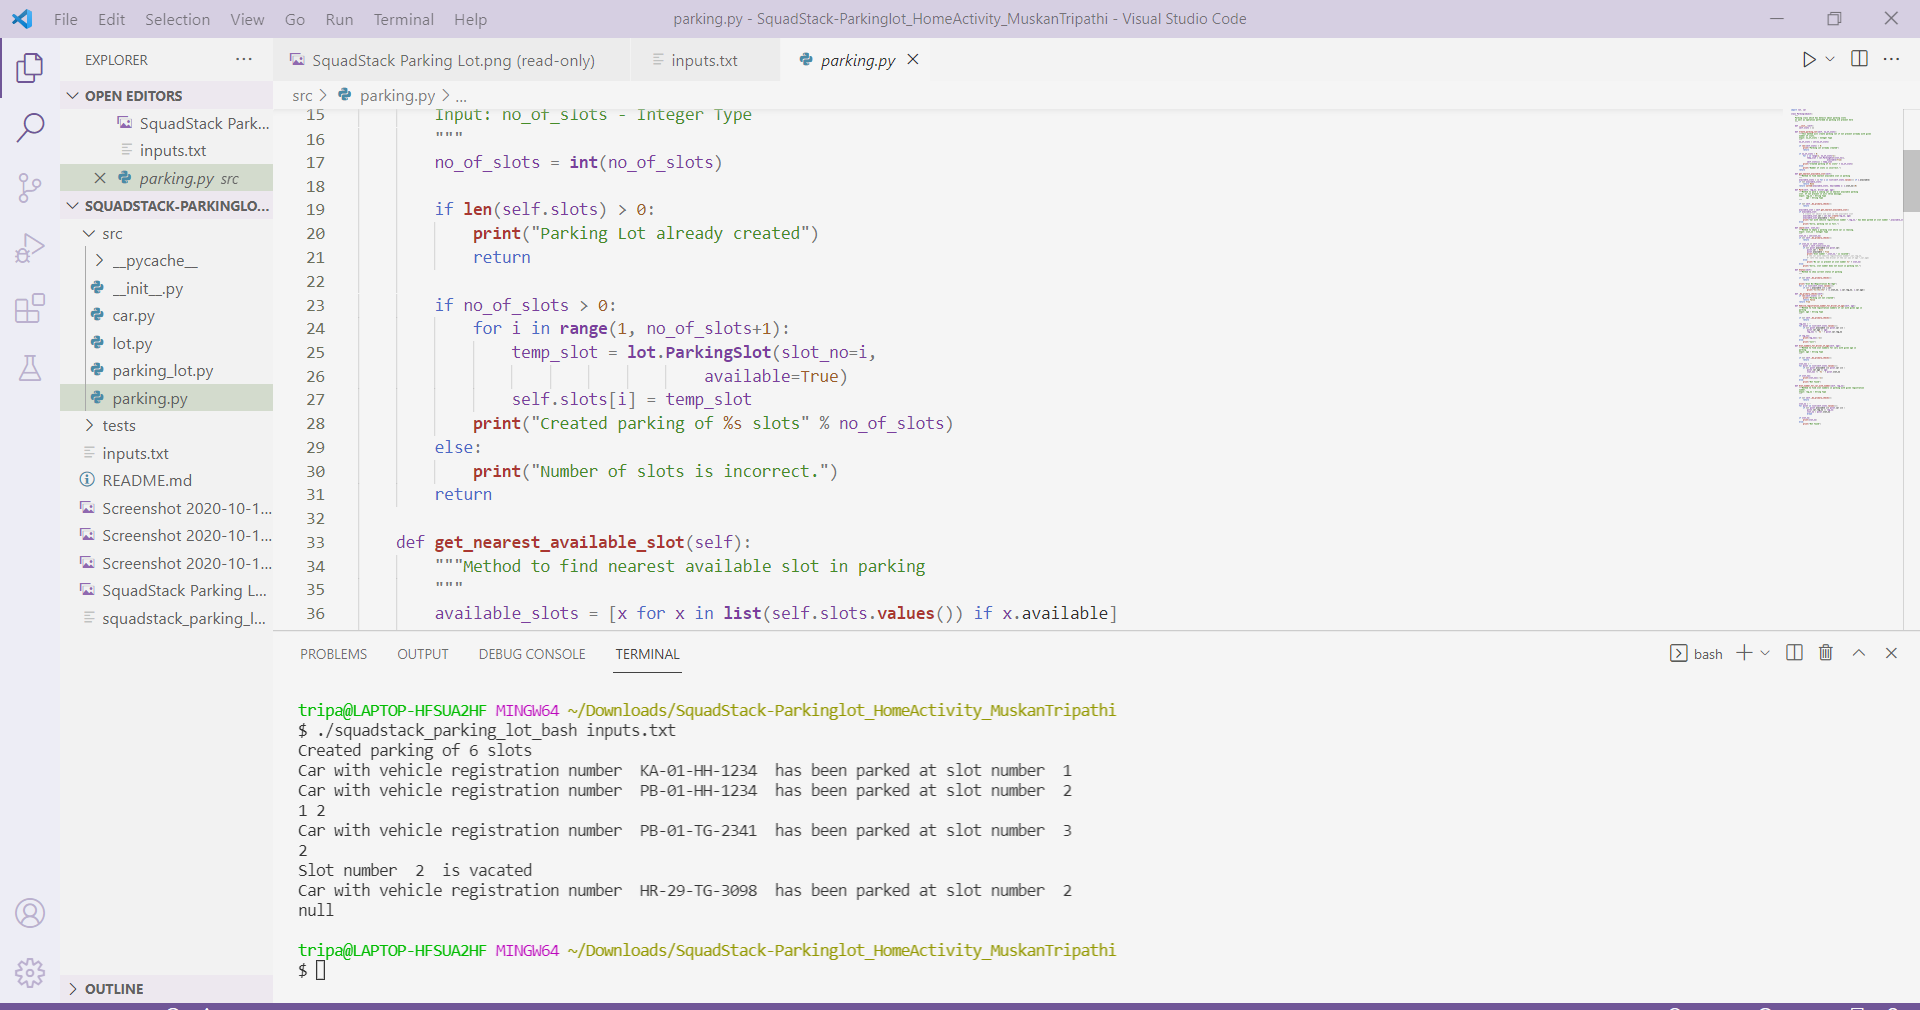 File Edit Selection View Go Run Terminal Help
parking.py - SquadStack-Parkinglot_HomeActivity_MuskanTripathi - Visual Studio Code
EXPLORER
OPEN EDITORS
SquadStack Park...
inputs.txt
parking.py src
SQUADSTACK-PARKINGLO...
src
__pycache__
__init__.py
car.py
lot.py
parking_lot.py
parking.py
tests
inputs.txt
README.md
Screenshot 2020-10-1...
Screenshot 2020-10-1...
Screenshot 2020-10-1...
SquadStack Parking L...
squadstack_parking_l...
OUTLINE
SquadStack Parking Lot.png (read-only)
inputs.txt
parking.py
src > parking.py > ...
15 Input: no_of_slots - Integer Type
16 """
17 no_of_slots = int(no_of_slots)
18
19 if len(self.slots) > 0:
20 print("Parking Lot already created")
21 return
22
23 if no_of_slots > 0:
24 for i in range(1, no_of_slots+1):
25 temp_slot = lot.ParkingSlot(slot_no=i,
26 available=True)
27 self.slots[i] = temp_slot
28 print("Created parking of %s slots" % no_of_slots)
29 else:
30 print("Number of slots is incorrect.")
31 return
32
33 def get_nearest_available_slot(self):
34 """Method to find nearest available slot in parking
35 """
36 available_slots = [x for x in list(self.slots.values()) if x.available]
PROBLEMS OUTPUT DEBUG CONSOLE TERMINAL
bash
tripa@LAPTOP-HFSUA2HF MINGW64 ~/Downloads/SquadStack-Parkinglot_HomeActivity_MuskanTripathi
$ ./squadstack_parking_lot_bash inputs.txt
Created parking of 6 slots
Car with vehicle registration number  KA-01-HH-1234  has been parked at slot number  1
Car with vehicle registration number  PB-01-HH-1234  has been parked at slot number  2
1 2
Car with vehicle registration number  PB-01-TG-2341  has been parked at slot number  3
2
Slot number  2  is vacated
Car with vehicle registration number  HR-29-TG-3098  has been parked at slot number  2
null
tripa@LAPTOP-HFSUA2HF MINGW64 ~/Downloads/SquadStack-Parkinglot_HomeActivity_MuskanTripathi
$